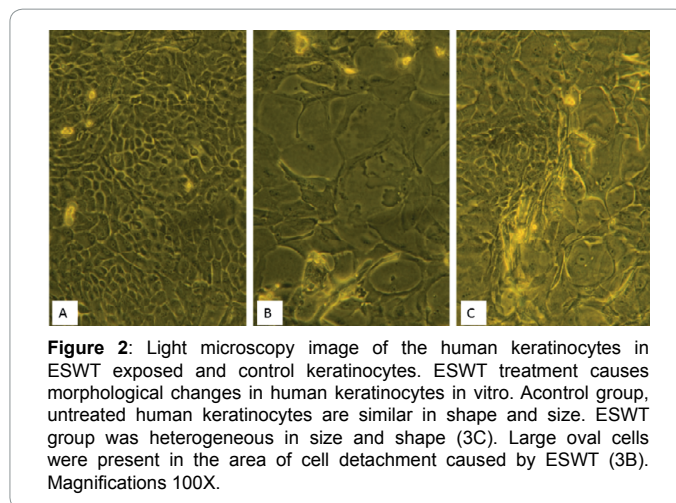 A
B
C
Figure 2: Light microscopy image of the human keratinocytes in
ESWT exposed and control keratinocytes. ESWT treatment causes
morphological changes in human keratinocytes in vitro. Acontrol group,
untreated human keratinocytes are similar in shape and size. ESWT
group was heterogeneous in size and shape (3C). Large oval cells
were present in the area of cell detachment caused by ESWT (3B).
Magnifications 100X.